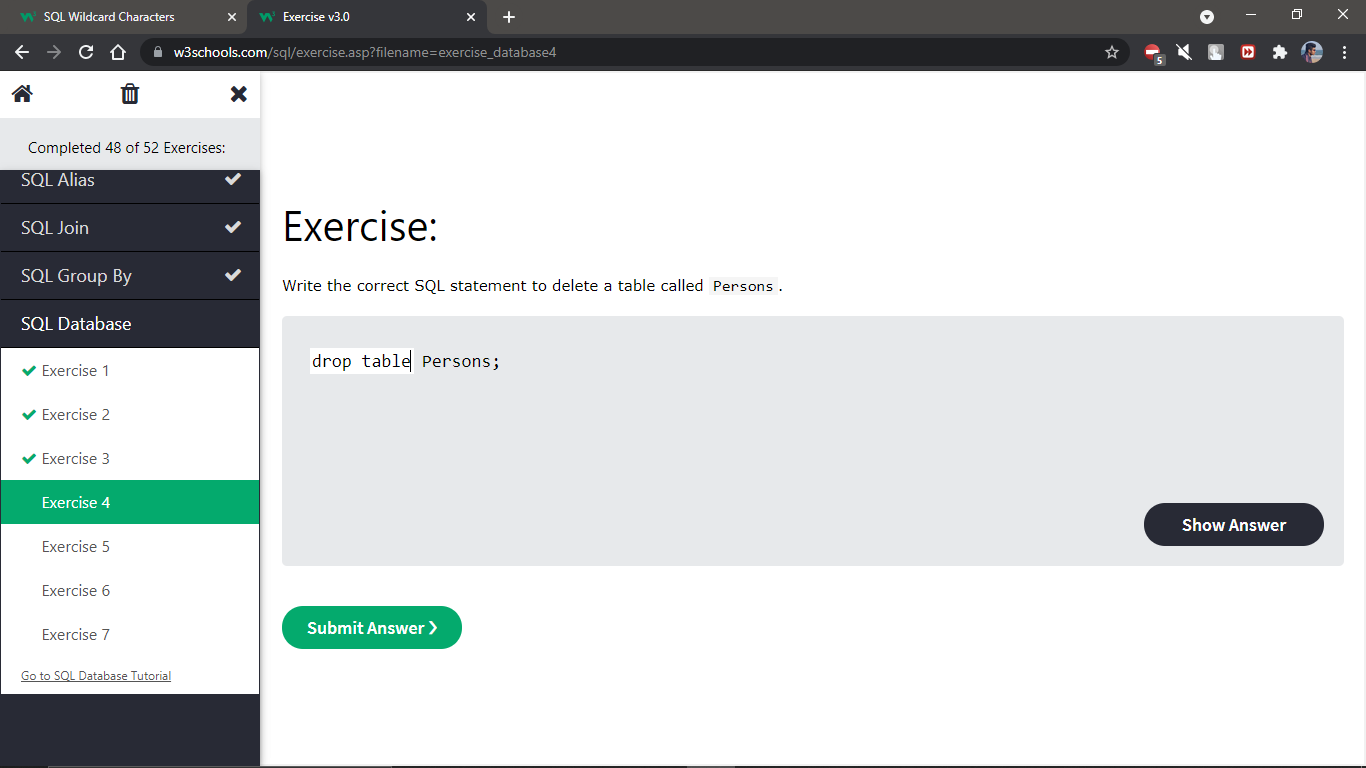 SQL Wildcard Characters
Exercise v3.0
w3schools.com/sql/exercise.asp?filename=exercise_database4
5
Completed 48 of 52 Exercises:
SQL Alias
SQL Join
SQL Group By
SQL Database
Exercise 1
Exercise 2
Exercise 3
Exercise 4
Exercise 5
Exercise 6
Exercise 7
Go to SQL Database Tutorial
Exercise:
Write the correct SQL statement to delete a table called Persons.
drop table Persons;
Show Answer
Submit Answer ❯